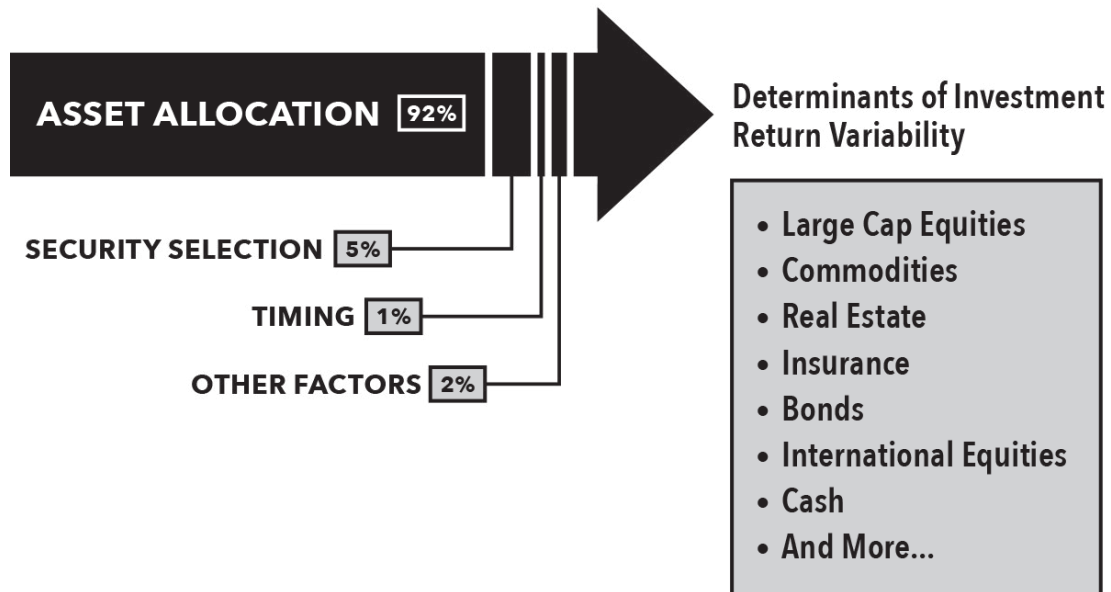 ASSET ALLOCATION 92%
SECURITY SELECTION 5%
TIMING 1%
OTHER FACTORS 2%
Determinants of Investment
Return Variability
• Large Cap Equities
• Commodities
• Real Estate
• Insurance
• Bonds
• International Equities
• Cash
• And More...